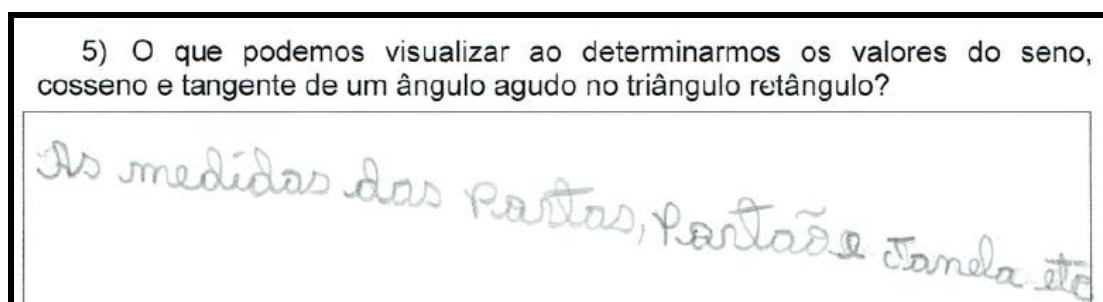 5) O que podemos visualizar ao determinarmos os valores do seno,
cosseno e tangente de um ângulo agudo no triângulo retângulo?
As medidas das Portas, Portão e Janela etc